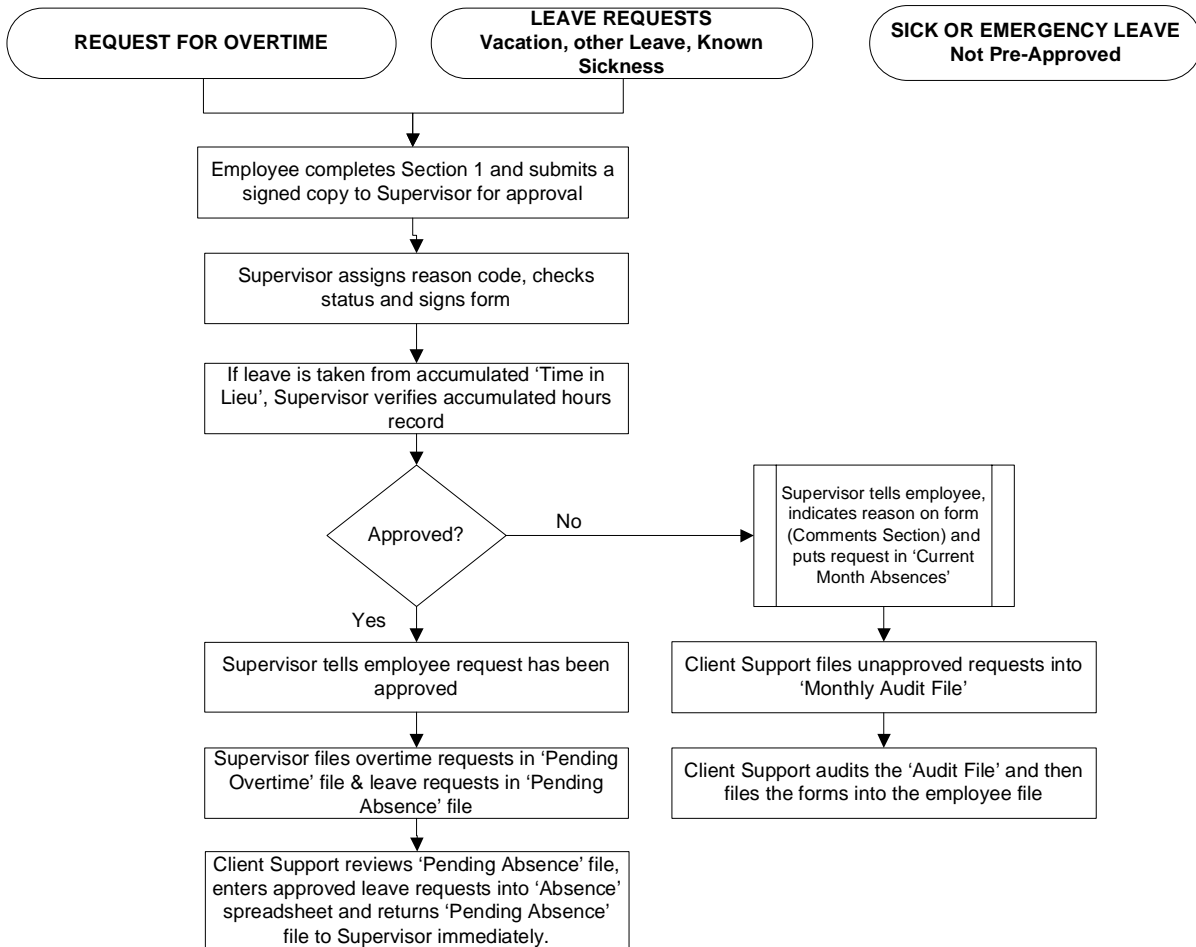 REQUEST FOR OVERTIME
LEAVE REQUESTS
Vacation, other Leave, Known
Sickness
SICK OR EMERGENCY LEAVE
Not Pre-Approved
Employee completes Section 1 and submits a
signed copy to Supervisor for approval
Supervisor assigns reason code, checks
status and signs form
If leave is taken from accumulated ‘Time in
Lieu’, Supervisor verifies accumulated hours
record
Approved?
No
Supervisor tells employee,
indicates reason on form
(Comments Section) and
puts request in ‘Current
Month Absences’
Yes
Supervisor tells employee request has been
approved
Client Support files unapproved requests into
‘Monthly Audit File’
Supervisor files overtime requests in ‘Pending
Overtime’ file & leave requests in ‘Pending
Absence’ file
Client Support audits the ‘Audit File’ and then
files the forms into the employee file
Client Support reviews ‘Pending Absence’ file,
enters approved leave requests into ‘Absence’
spreadsheet and returns ‘Pending Absence’
file to Supervisor immediately.